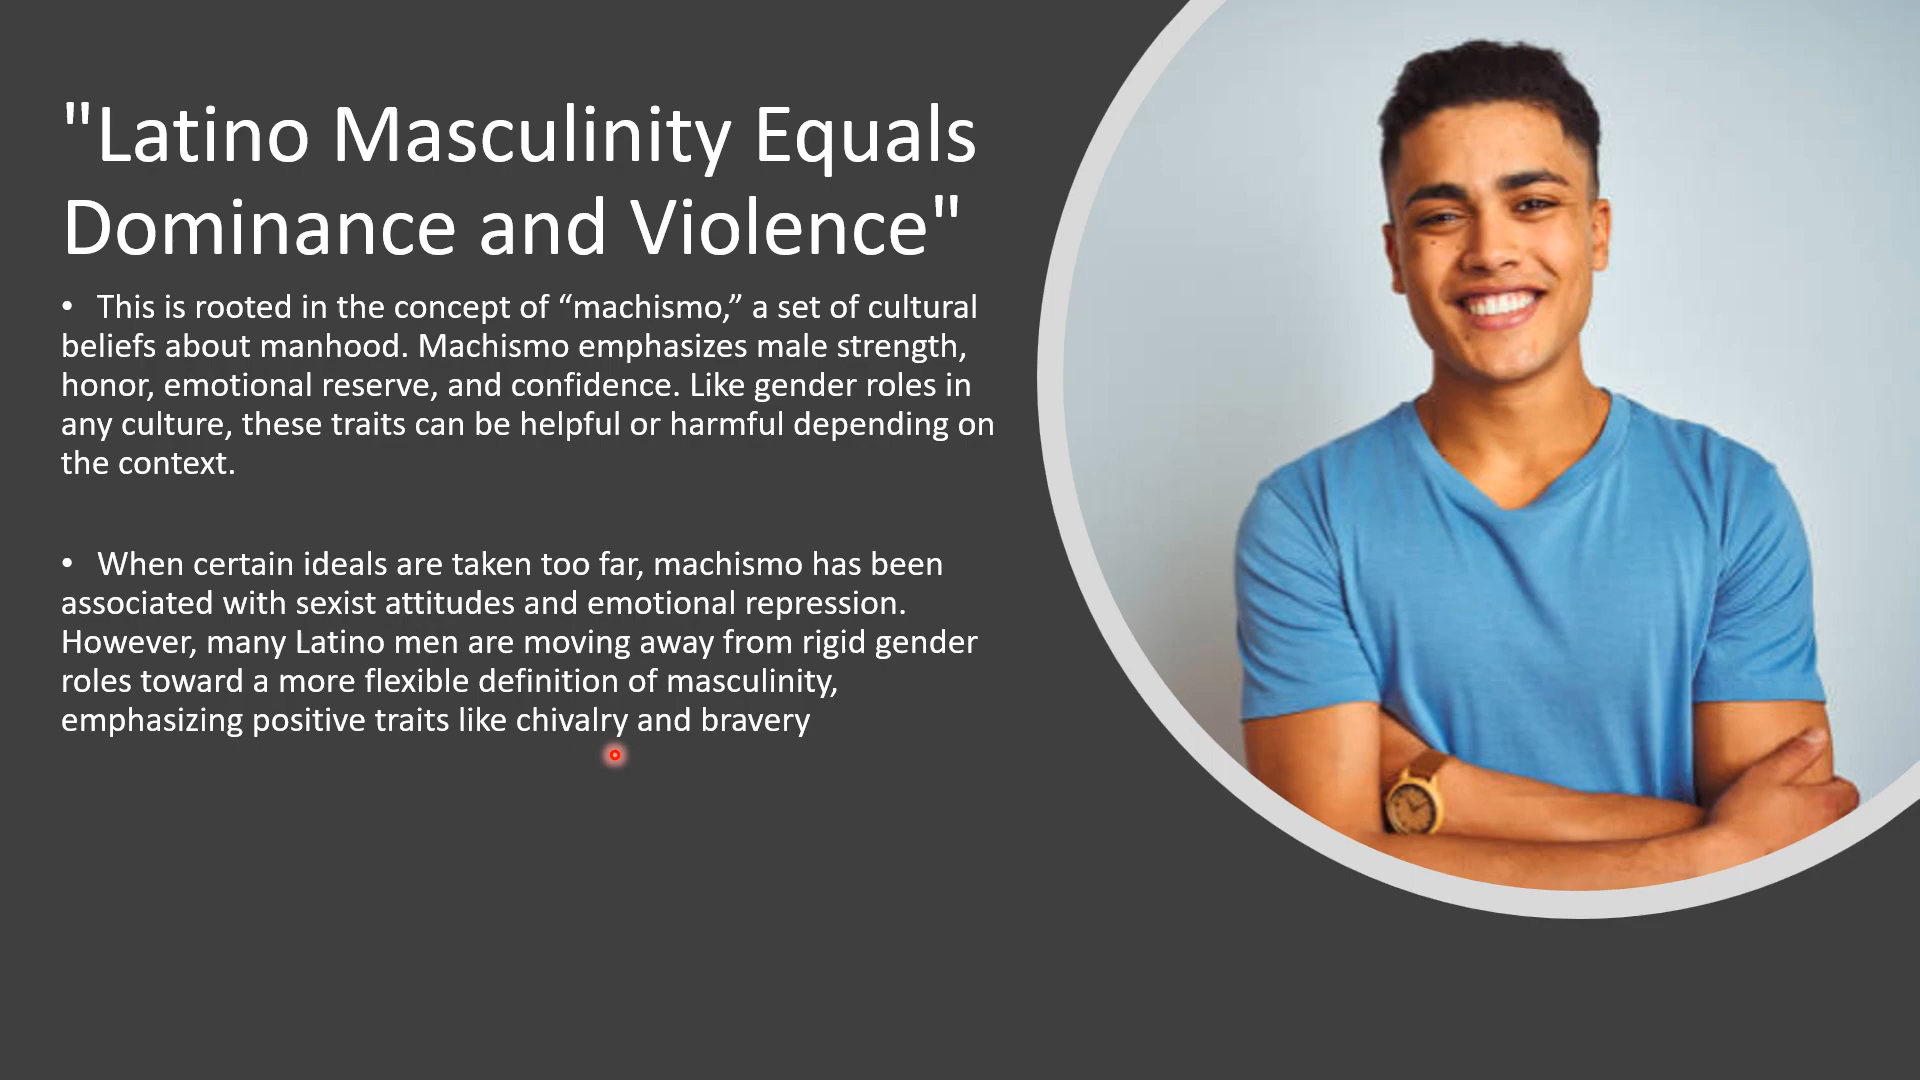 "Latino Masculinity Equals
Dominance and Violence"
• This is rooted in the concept of “machismo,” a set of cultural
beliefs about manhood. Machismo emphasizes male strength,
honor, emotional reserve, and confidence. Like gender roles in
any culture, these traits can be helpful or harmful depending on
the context.
• When certain ideals are taken too far, machismo has been
associated with sexist attitudes and emotional repression.
However, many Latino men are moving away from rigid gender
roles toward a more flexible definition of masculinity,
emphasizing positive traits like chivalry and bravery